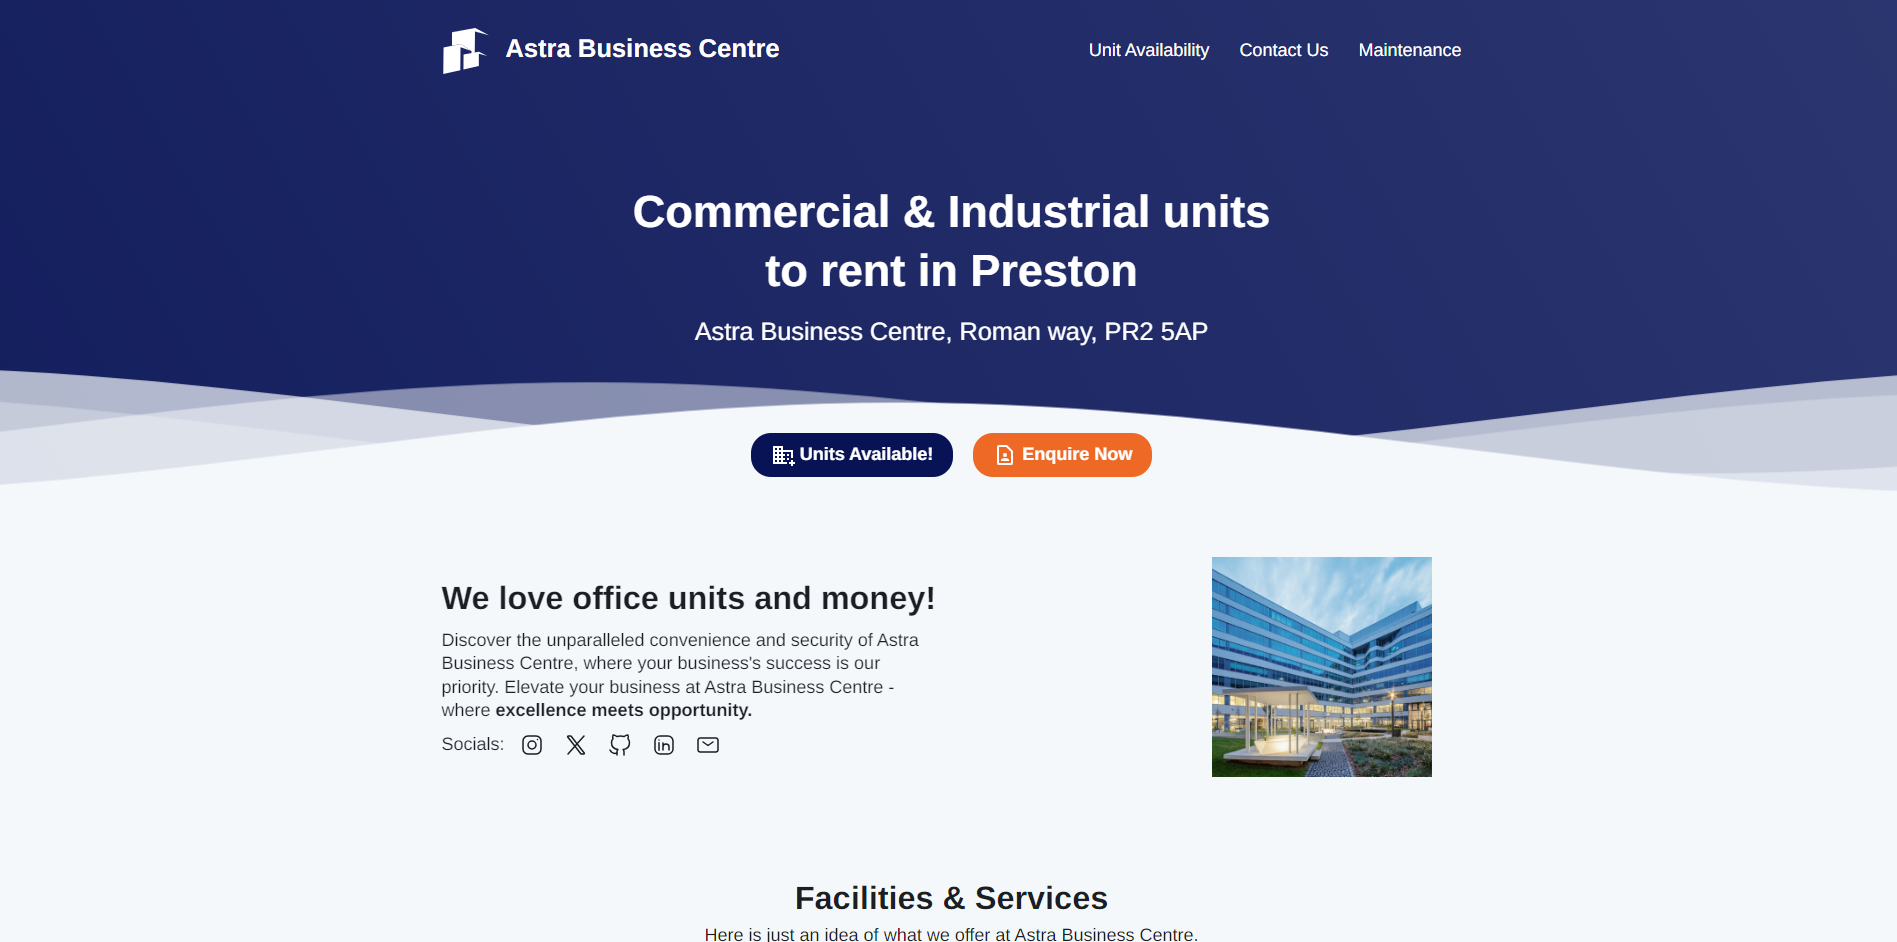 Astra Business Centre
Unit Availability
Contact Us
Maintenance
Commercial & Industrial units
to rent in Preston
Astra Business Centre, Roman way, PR2 5AP
Units Available!
Enquire Now
We love office units and money!
Discover the unparalleled convenience and security of Astra
Business Centre, where your business's success is our
priority. Elevate your business at Astra Business Centre -
where excellence meets opportunity.
Socials:
Facilities & Services
Here is just an idea of what we offer at Astra Business Centre.